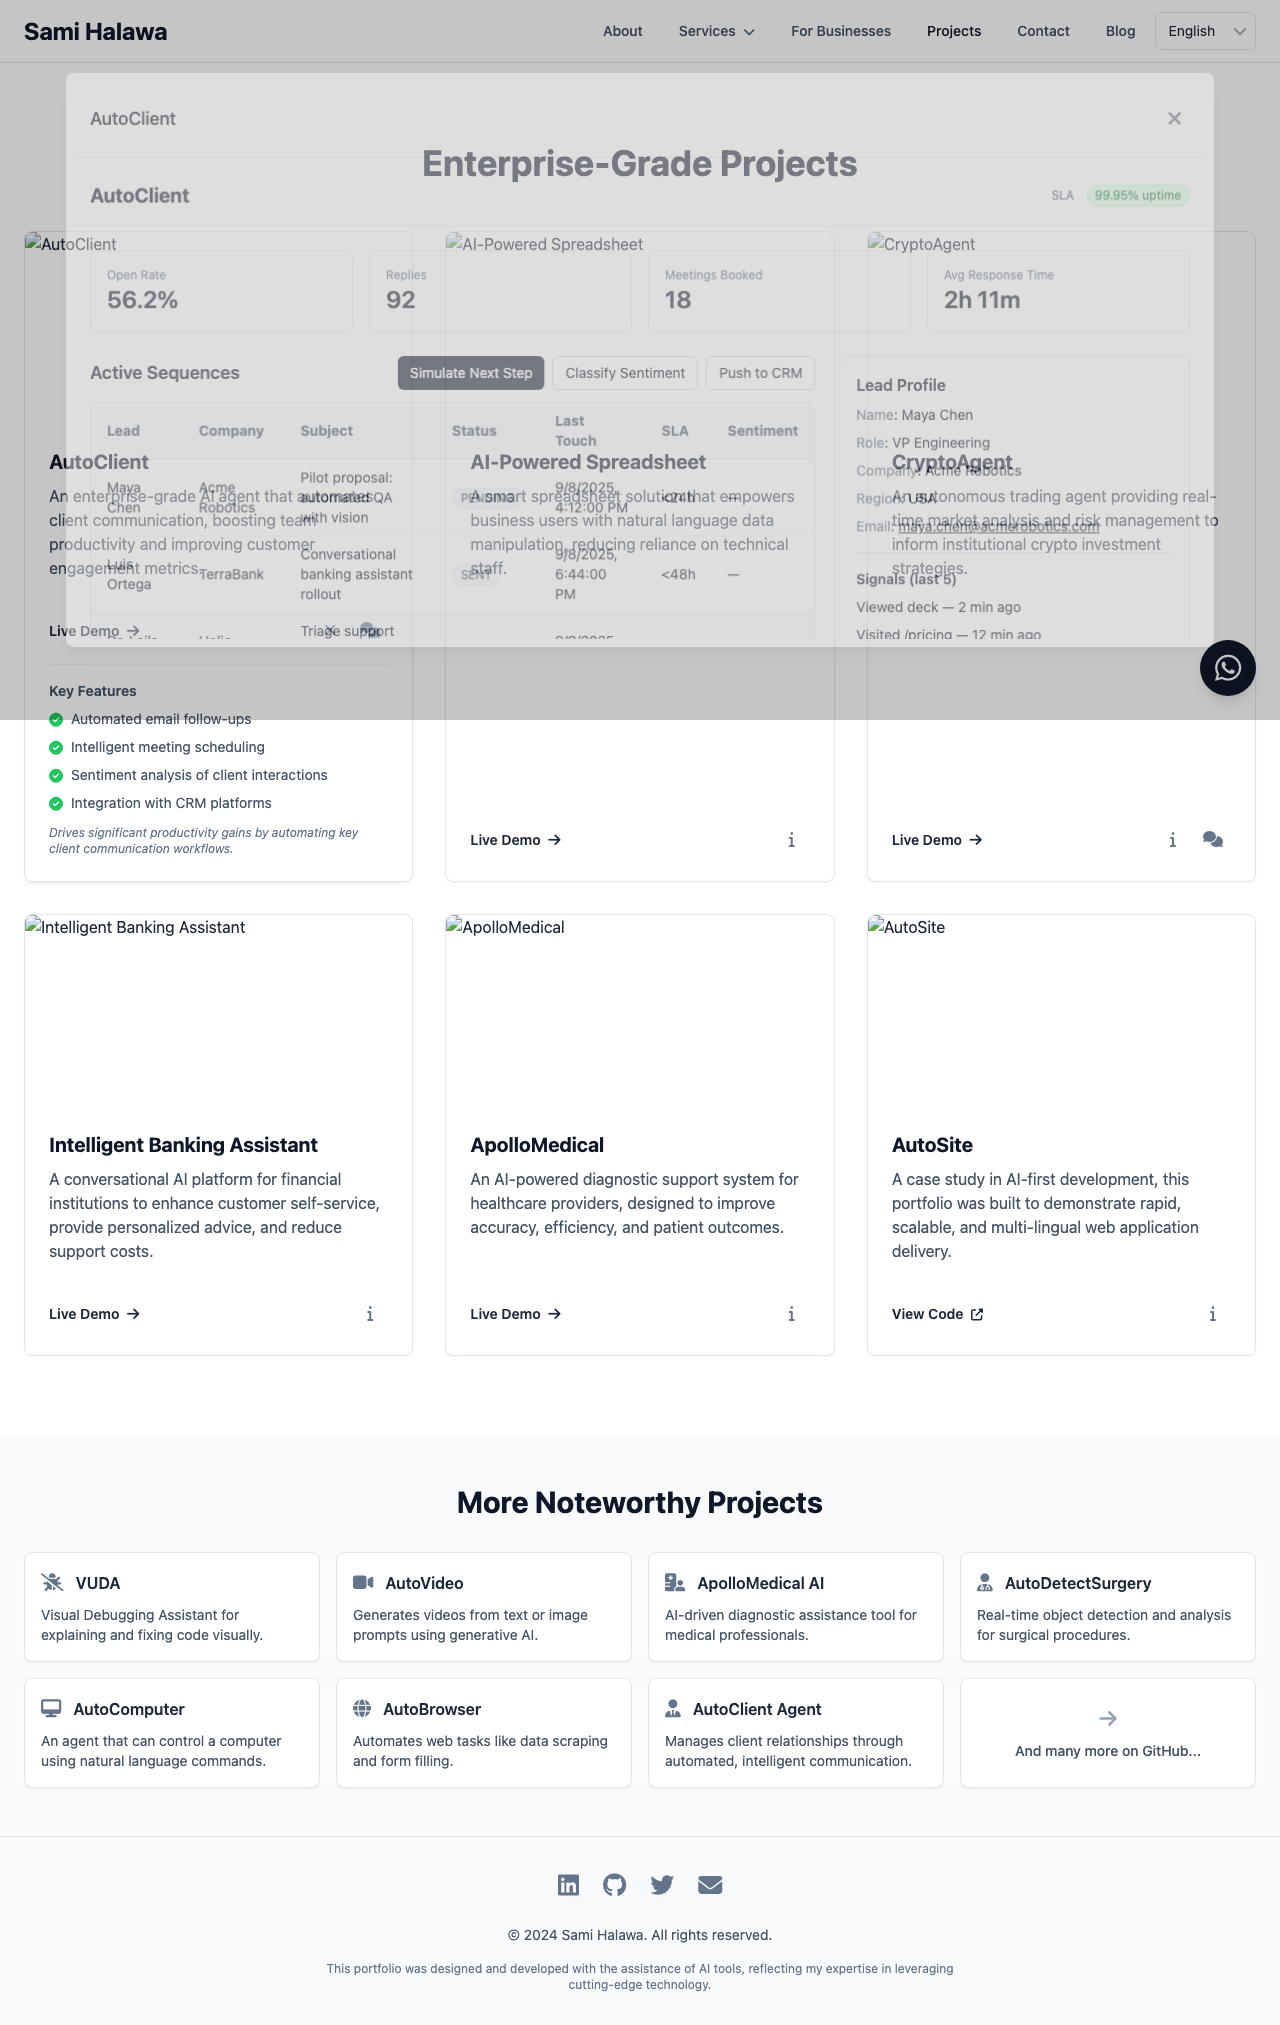 Sami Halawa
About
Services
For Businesses
Projects
Contact
Blog
English
AutoClient
Enterprise-Grade Projects
AutoClient
SLA
99.95% uptime
AutoClient
AI-Powered Spreadsheet
CryptoAgent
Open Rate
56.2%
Replies
92
Meetings Booked
18
Avg Response Time
2h 11m
Active Sequences
Simulate Next Step
Classify Sentiment
Push to CRM
Lead
Company
Subject
Status
Last
Touch
SLA
Sentiment
Maya
Chen
Acme
Robotics
Pilot proposal:
automated QA
with vision
PENDING
9/8/2025,
4:12:00 PM
<24h
—
Luis
Ortega
TerraBank
Conversational
banking assistant
rollout
SENT
9/8/2025,
6:44:00
PM
<48h
—
Triage support
Lead Profile
Name: Maya Chen
Role: VP Engineering
Company: Acme Robotics
Region: USA
Email: maya.chen@acmerobotics.com
Signals (last 5)
Viewed deck — 2 min ago
Visited /pricing — 12 min ago
AutoClient
An enterprise-grade AI agent that automates
client communication, boosting team
productivity and improving customer
engagement metrics.
Live Demo
Key Features
Automated email follow-ups
Intelligent meeting scheduling
Sentiment analysis of client interactions
Integration with CRM platforms
Drives significant productivity gains by automating key
client communication workflows.
AI-Powered Spreadsheet
A smart spreadsheet solution that empowers
business users with natural language data
manipulation, reducing reliance on technical
staff.
Live Demo
CryptoAgent
An autonomous trading agent providing real-
time market analysis and risk management to
inform institutional crypto investment
strategies.
Live Demo
Intelligent Banking Assistant
Intelligent Banking Assistant
A conversational AI platform for financial
institutions to enhance customer self-service,
provide personalized advice, and reduce
support costs.
Live Demo
ApolloMedical
ApolloMedical
An AI-powered diagnostic support system for
healthcare providers, designed to improve
accuracy, efficiency, and patient outcomes.
Live Demo
AutoSite
AutoSite
A case study in AI-first development, this
portfolio was built to demonstrate rapid,
scalable, and multi-lingual web application
delivery.
View Code
More Noteworthy Projects
VUDA
Visual Debugging Assistant for
explaining and fixing code visually.
AutoVideo
Generates videos from text or image
prompts using generative AI.
ApolloMedical AI
AI-driven diagnostic assistance tool for
medical professionals.
AutoDetectSurgery
Real-time object detection and analysis
for surgical procedures.
AutoComputer
An agent that can control a computer
using natural language commands.
AutoBrowser
Automates web tasks like data scraping
and form filling.
AutoClient Agent
Manages client relationships through
automated, intelligent communication.
And many more on GitHub...
© 2024 Sami Halawa. All rights reserved.
This portfolio was designed and developed with the assistance of AI tools, reflecting my expertise in leveraging
cutting-edge technology.